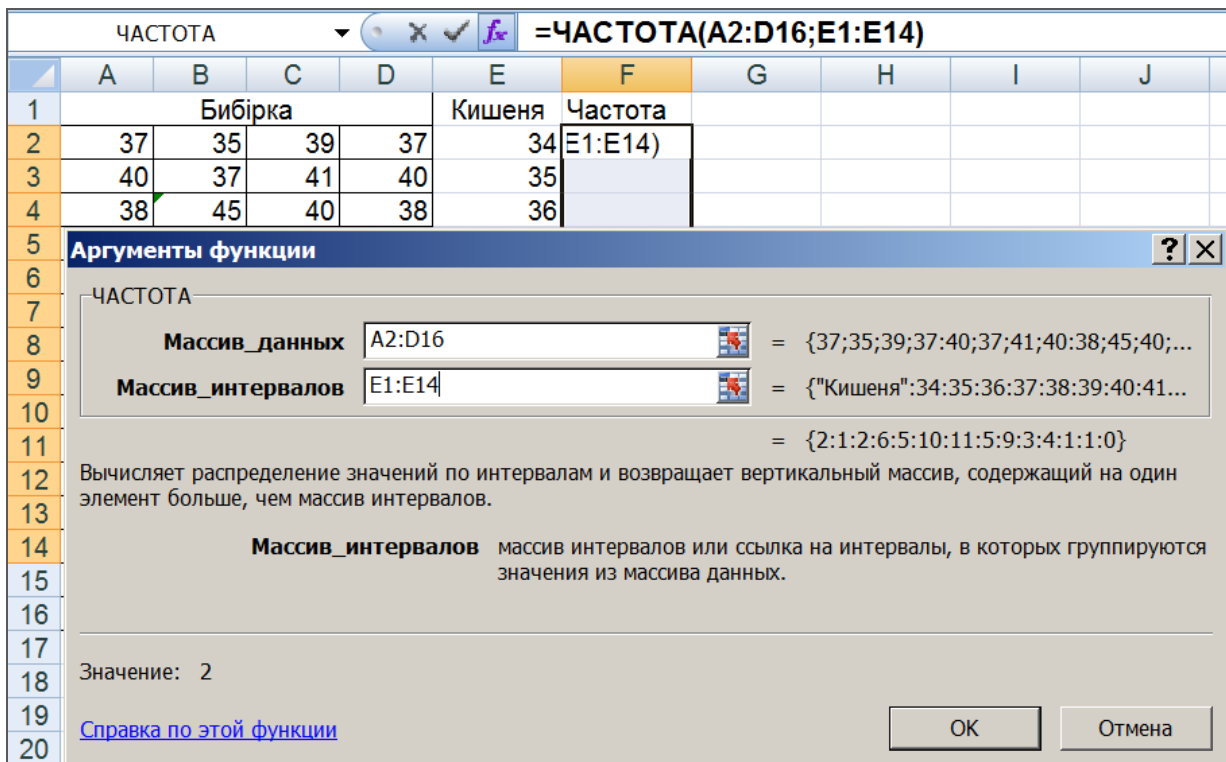 ЧАСТОТА =ЧАСТОТА(A2:D16;E1:E14)
A B C D E F G H I J
1 Бибірка Кишеня Частота
2 37 35 39 37 34 E1:E14)
3 40 37 41 40 35
4 38 45 40 38 36
5 Аргументы функции
6
7 ЧАСТОТА
8 Массив_данных A2:D16 = {37;35;39;37:40;37;41;40:38;45;40;...
9 Массив_интервалов E1:E14 = {"Кишеня":34:35:36:37:38:39:40:41...
10
11 = {2:1:2:6:5:10:11:5:9:3:4:1:1:0}
12 Вычисляет распределение значений по интервалам и возвращает вертикальный массив, содержащий на один
13 элемент больше, чем массив интервалов.
14 Массив_интервалов массив интервалов или ссылка на интервалы, в которых группируются
15 значения из массива данных.
16
17
18 Значение: 2
19 Справка по этой функции OK Отмена
20